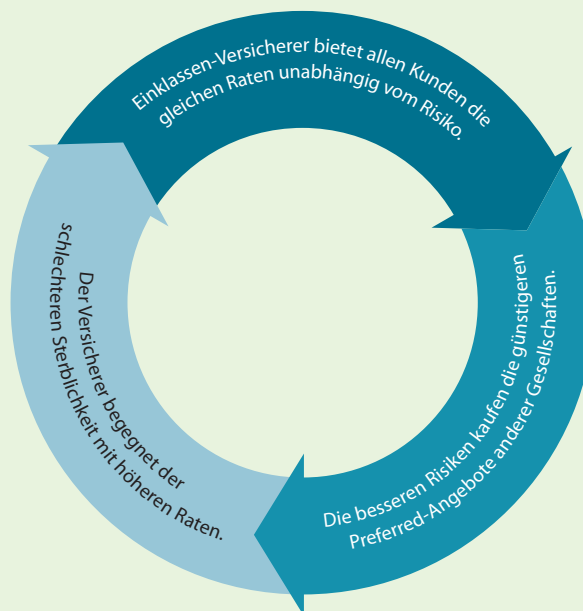 Einklassen-Versicherer bietet allen Kunden die
gleichen Raten unabhängig vom Risiko.
Die besseren Risiken kaufen die günstigeren
Preferred-Angebote anderer Gesellschaften.
Der Versicherer begegnet der
schlechteren Sterblichkeit mit höheren Raten.